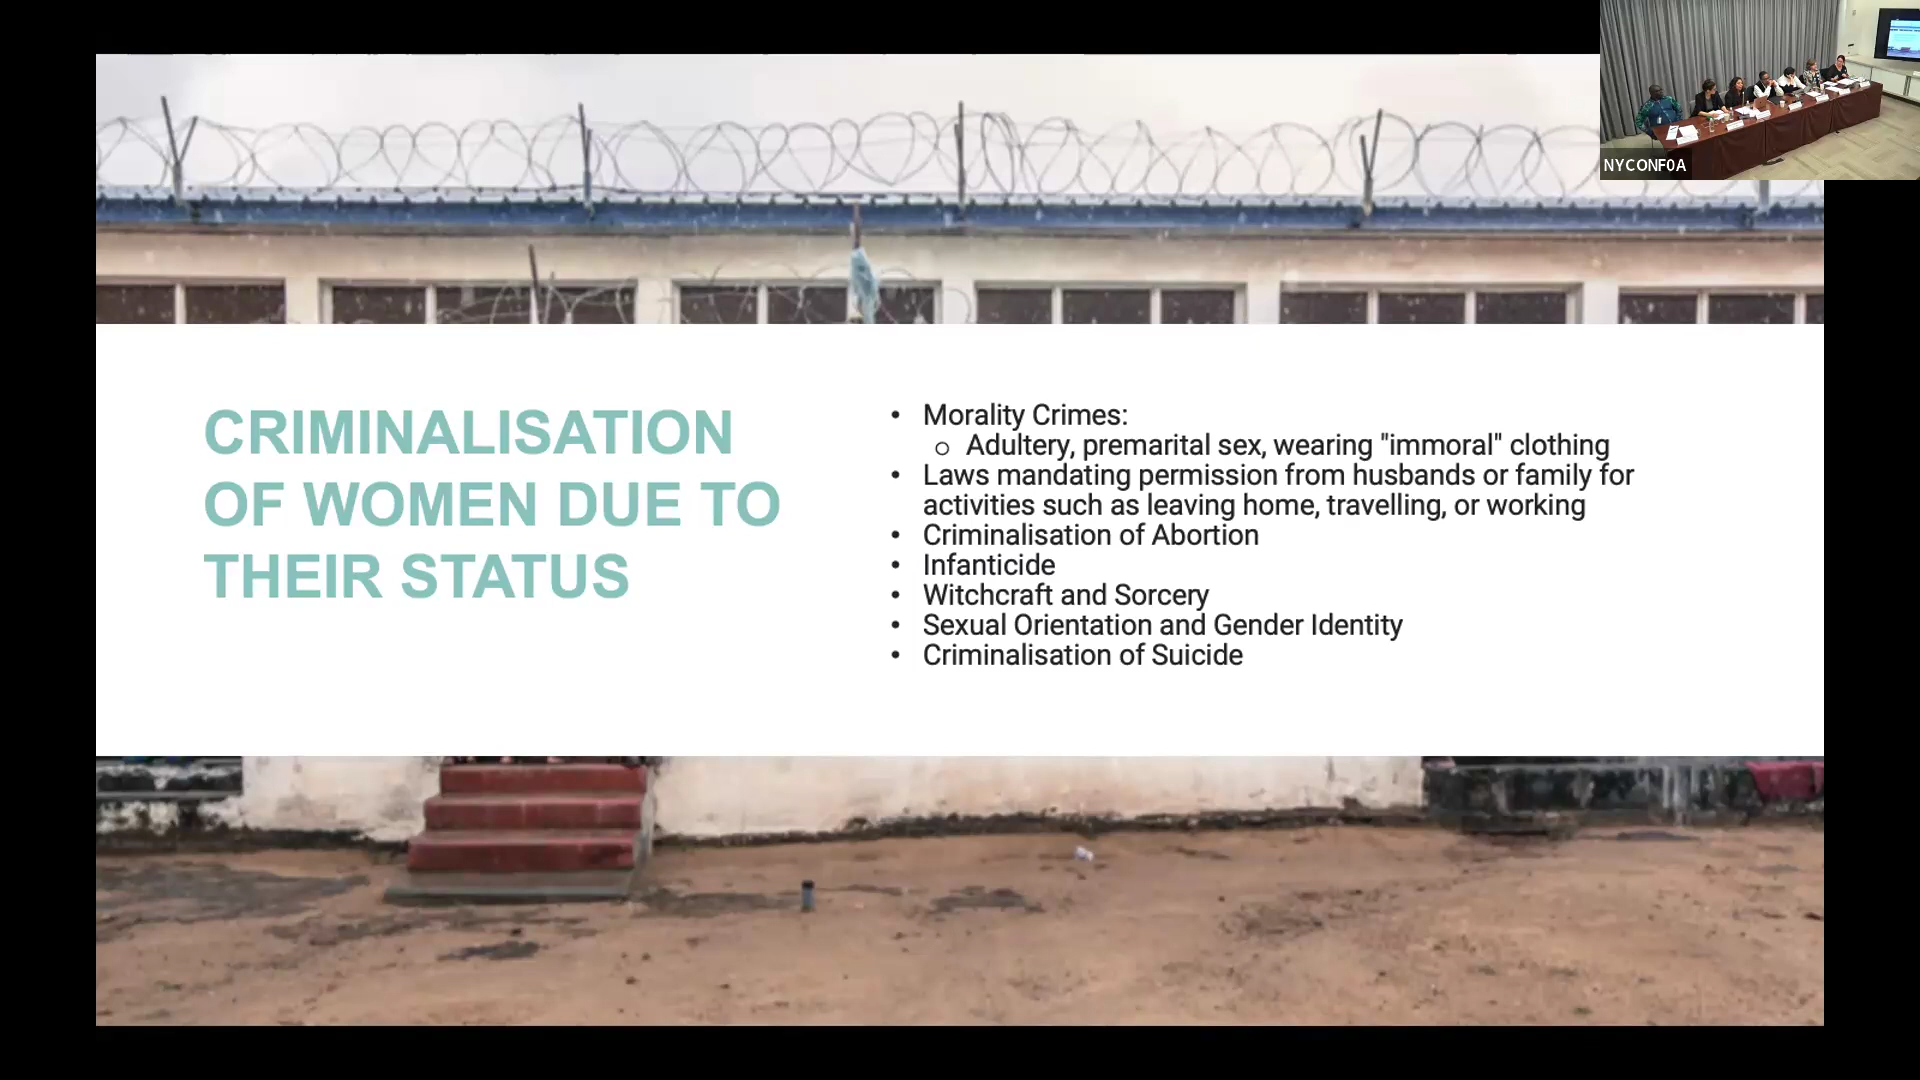 NYCONF0A
CRIMINALISATION
OF WOMEN DUE TO
THEIR STATUS
• Morality Crimes:
o Adultery, premarital sex, wearing "immoral" clothing
• Laws mandating permission from husbands or family for
activities such as leaving home, travelling, or working
• Criminalisation of Abortion
• Infanticide
• Witchcraft and Sorcery
• Sexual Orientation and Gender Identity
• Criminalisation of Suicide